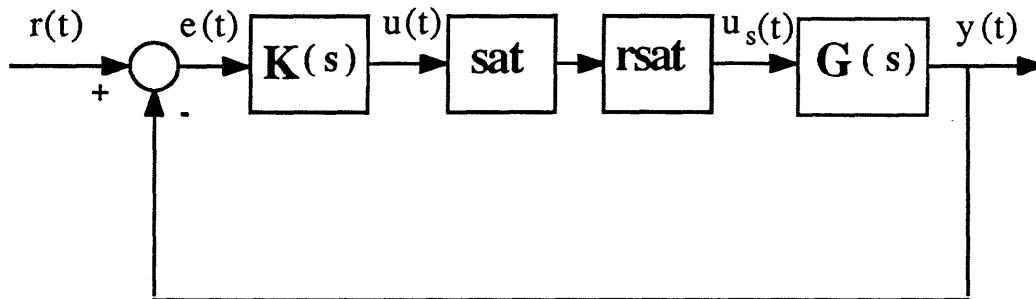 r(t)
e(t)
u(t)
u_s(t)
y(t)
K(s)
sat
rsat
G(s)
+
-